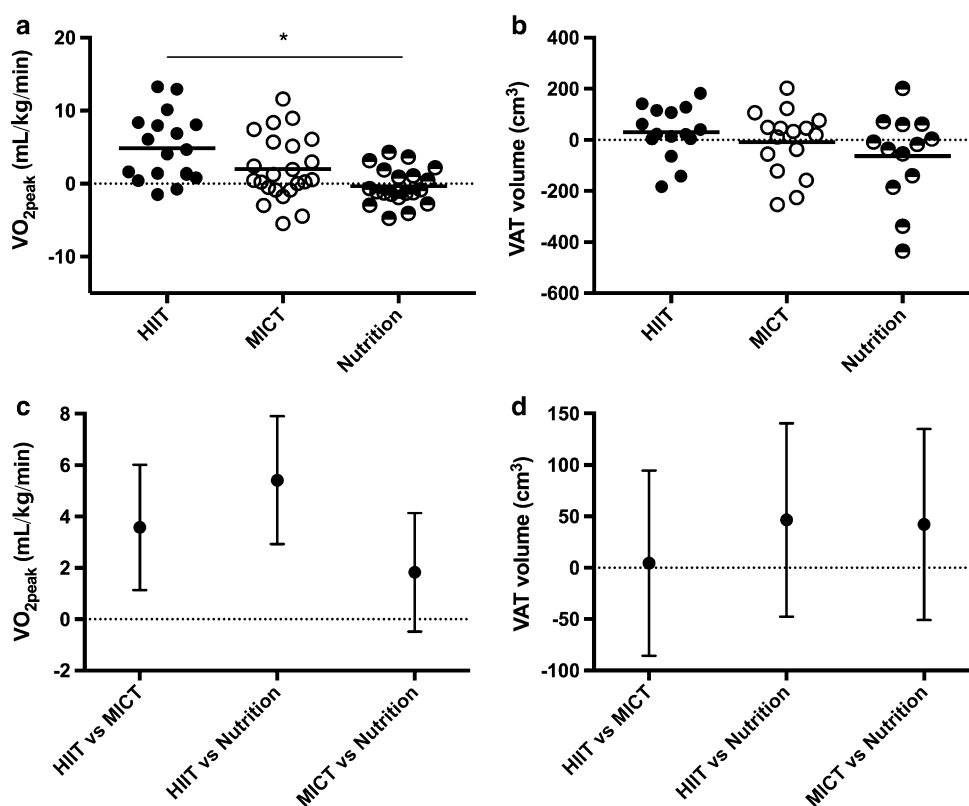 a
VO2peak (mL/kg/min)
20
10
0
-10
*
HIIT
MICT
Nutrition
b
VAT volume (cm3)
400
200
0
-200
-400
-600
HIIT
MICT
Nutrition
c
VO2peak (mL/kg/min)
8
6
4
2
0
-2
HIIT vs MICT
HIIT vs Nutrition
MICT vs Nutrition
d
VAT volume (cm3)
150
100
50
0
-50
-100
HIIT vs MICT
HIIT vs Nutrition
MICT vs Nutrition